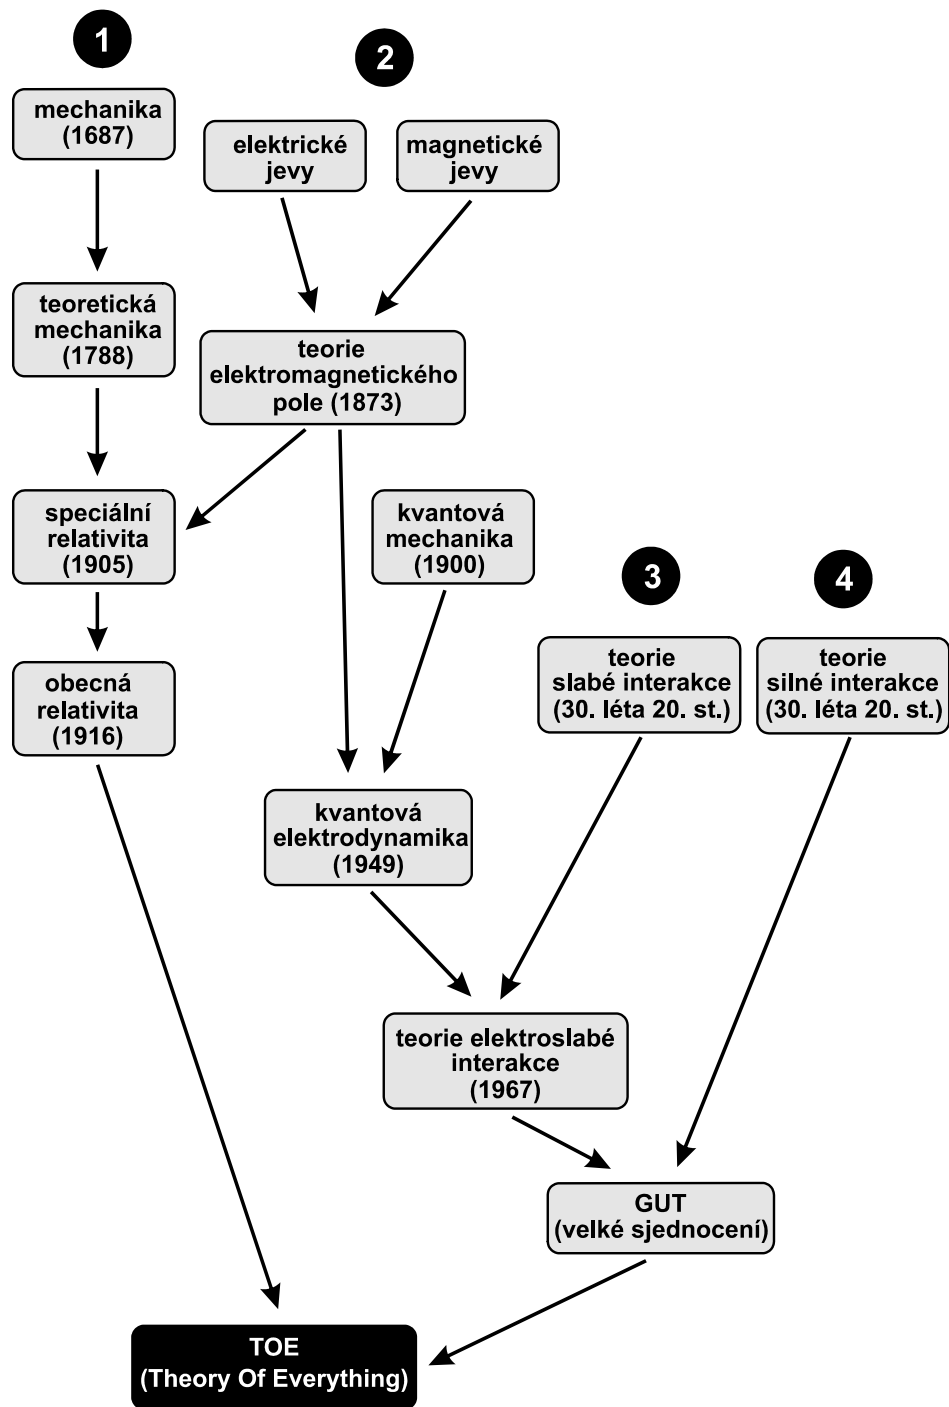 1
2
mechanika
(1687)
elektrické
jevy
magnetické
jevy
teoretická
mechanika
(1788)
teorie
elektromagnetického
pole (1873)
speciální
relativita
(1905)
kvantová
mechanika
(1900)
3
4
obecná
relativita
(1916)
teorie
slabé interakce
(30. léta 20. st.)
teorie
silné interakce
(30. léta 20. st.)
kvantová
elektrodynamika
(1949)
teorie elektroslabé
interakce
(1967)
GUT
(velké sjednocení)
TOE
(Theory Of Everything)